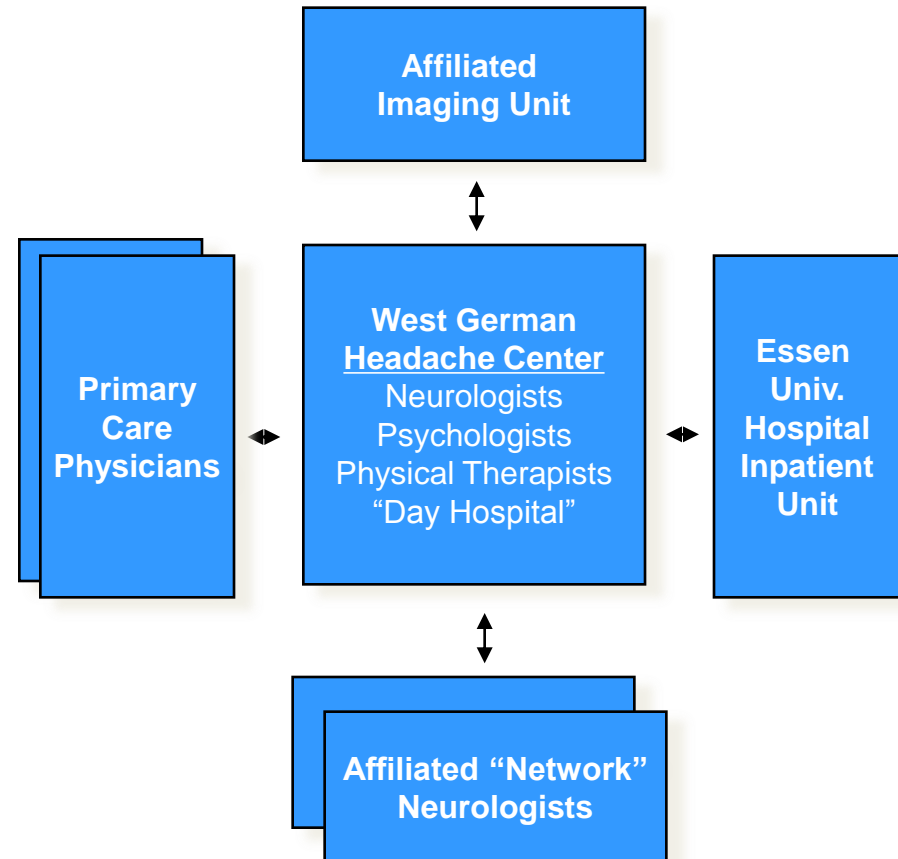 Affiliated
Imaging Unit
Primary
Care
Physicians
West German
Headache Center
Neurologists
Psychologists
Physical Therapists
“Day Hospital”
Essen
Univ.
Hospital
Inpatient
Unit
Affiliated “Network”
Neurologists